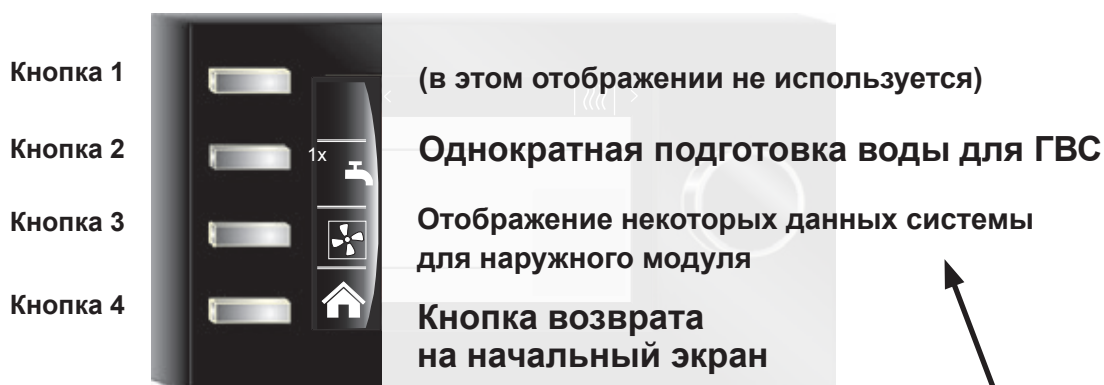 Кнопка 1
(в этом отображении не используется)
Кнопка 2
1x
Однократная подготовка воды для ГВС
Кнопка 3
Отображение некоторых данных системы
для наружного модуля
Кнопка 4
Кнопка возврата
на начальный экран